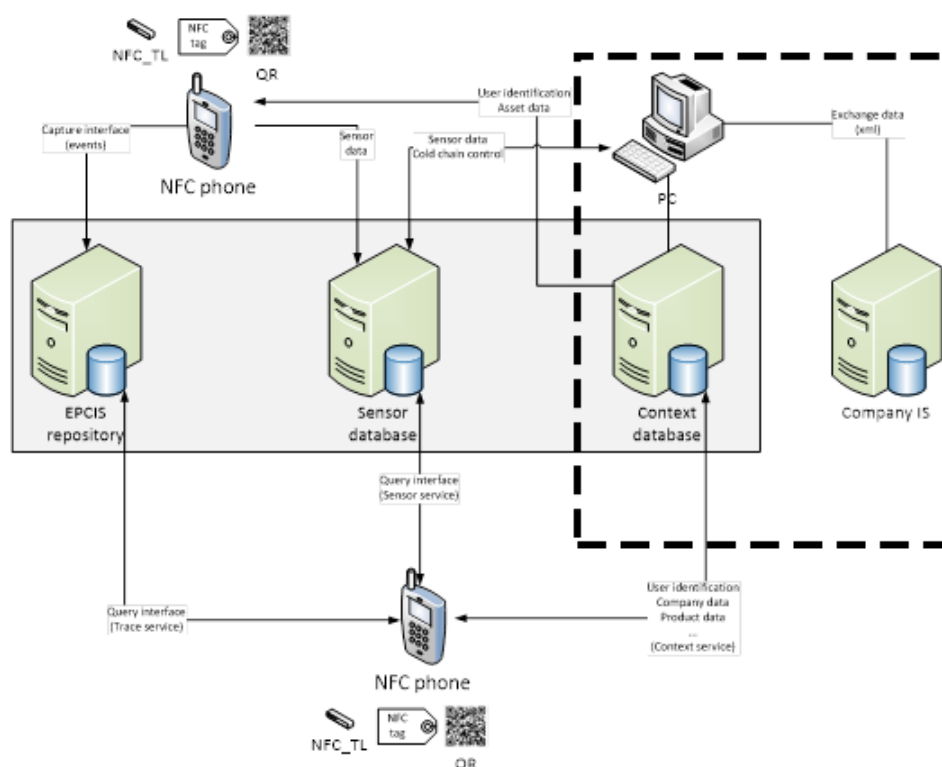 NFC
tag
NFC_TL
QR
User identification
Asset data
Exchange data
(xml)
Capture interface
(events)
Sensor
data
Sensor data
Cold chain control
NFC phone
PC
EPCIS
repository
Sensor
database
Context
database
Company IS
Query interface
(Sensor service)
Query interface
(Trace service)
User identification
Company data
Product data
...
(Context service)
NFC phone
NFC
tag
NFC_TL
QR